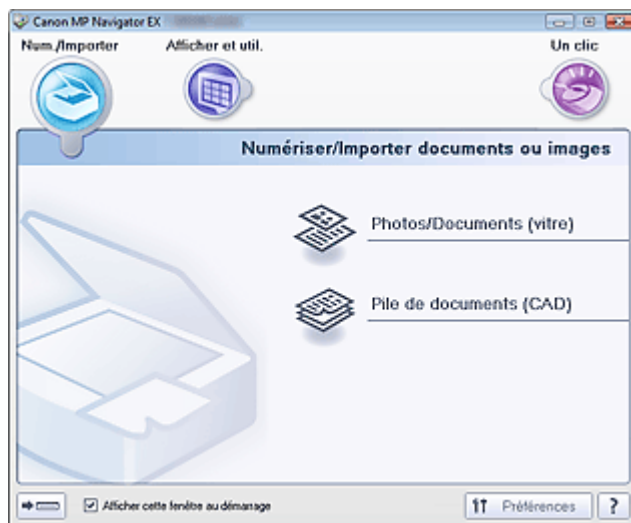 Canon MP Navigator EX
Num./Importer
Afficher et util.
Un clic
Numériser/Importer documents ou images
Photos/Documents (vitre)
Pile de documents (CAD)
Afficher cette fenêtre au démarrage
Préférences
?